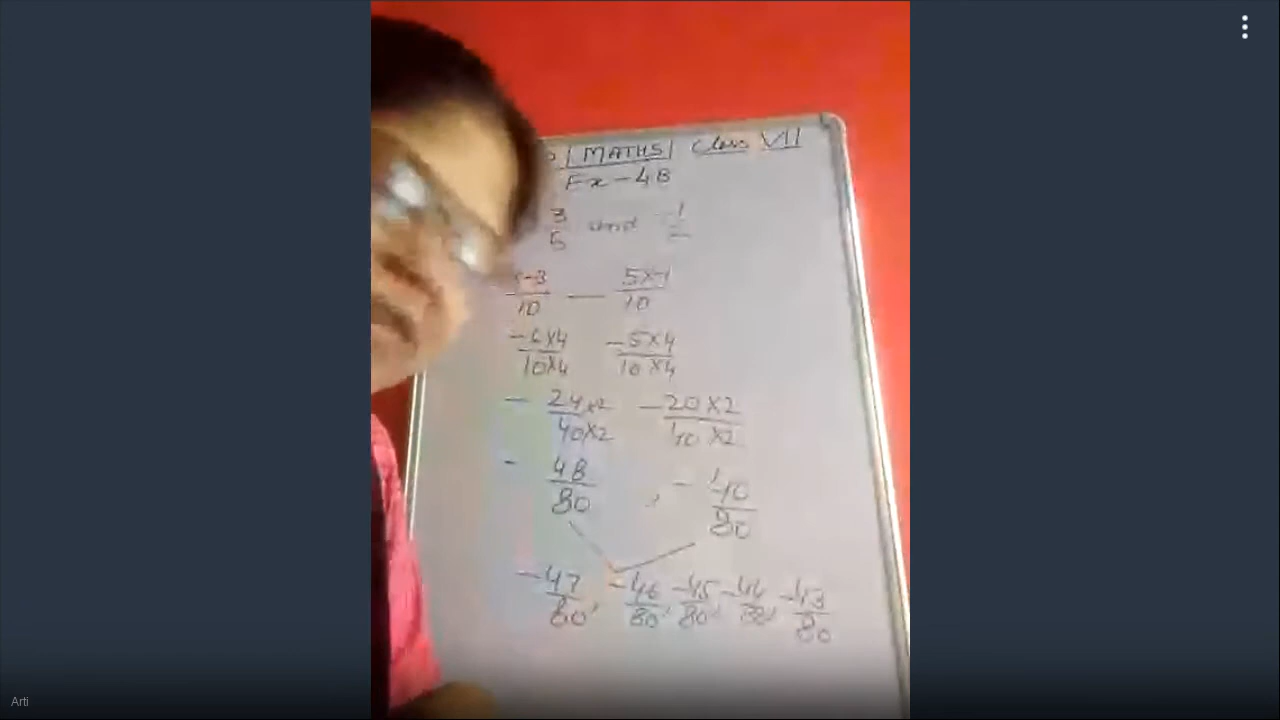 | MATHS | Class VII
Ex - 4B
3/5 and -1/
-3/10 — 5×-1/10
-6×4/10×4 -5×4/10×4
- 24×2/40×2 -20×2/40×2
- 48/80 , - 40/80
-47/80, -46/80, -45/80, -44/80, -43/80
Arti